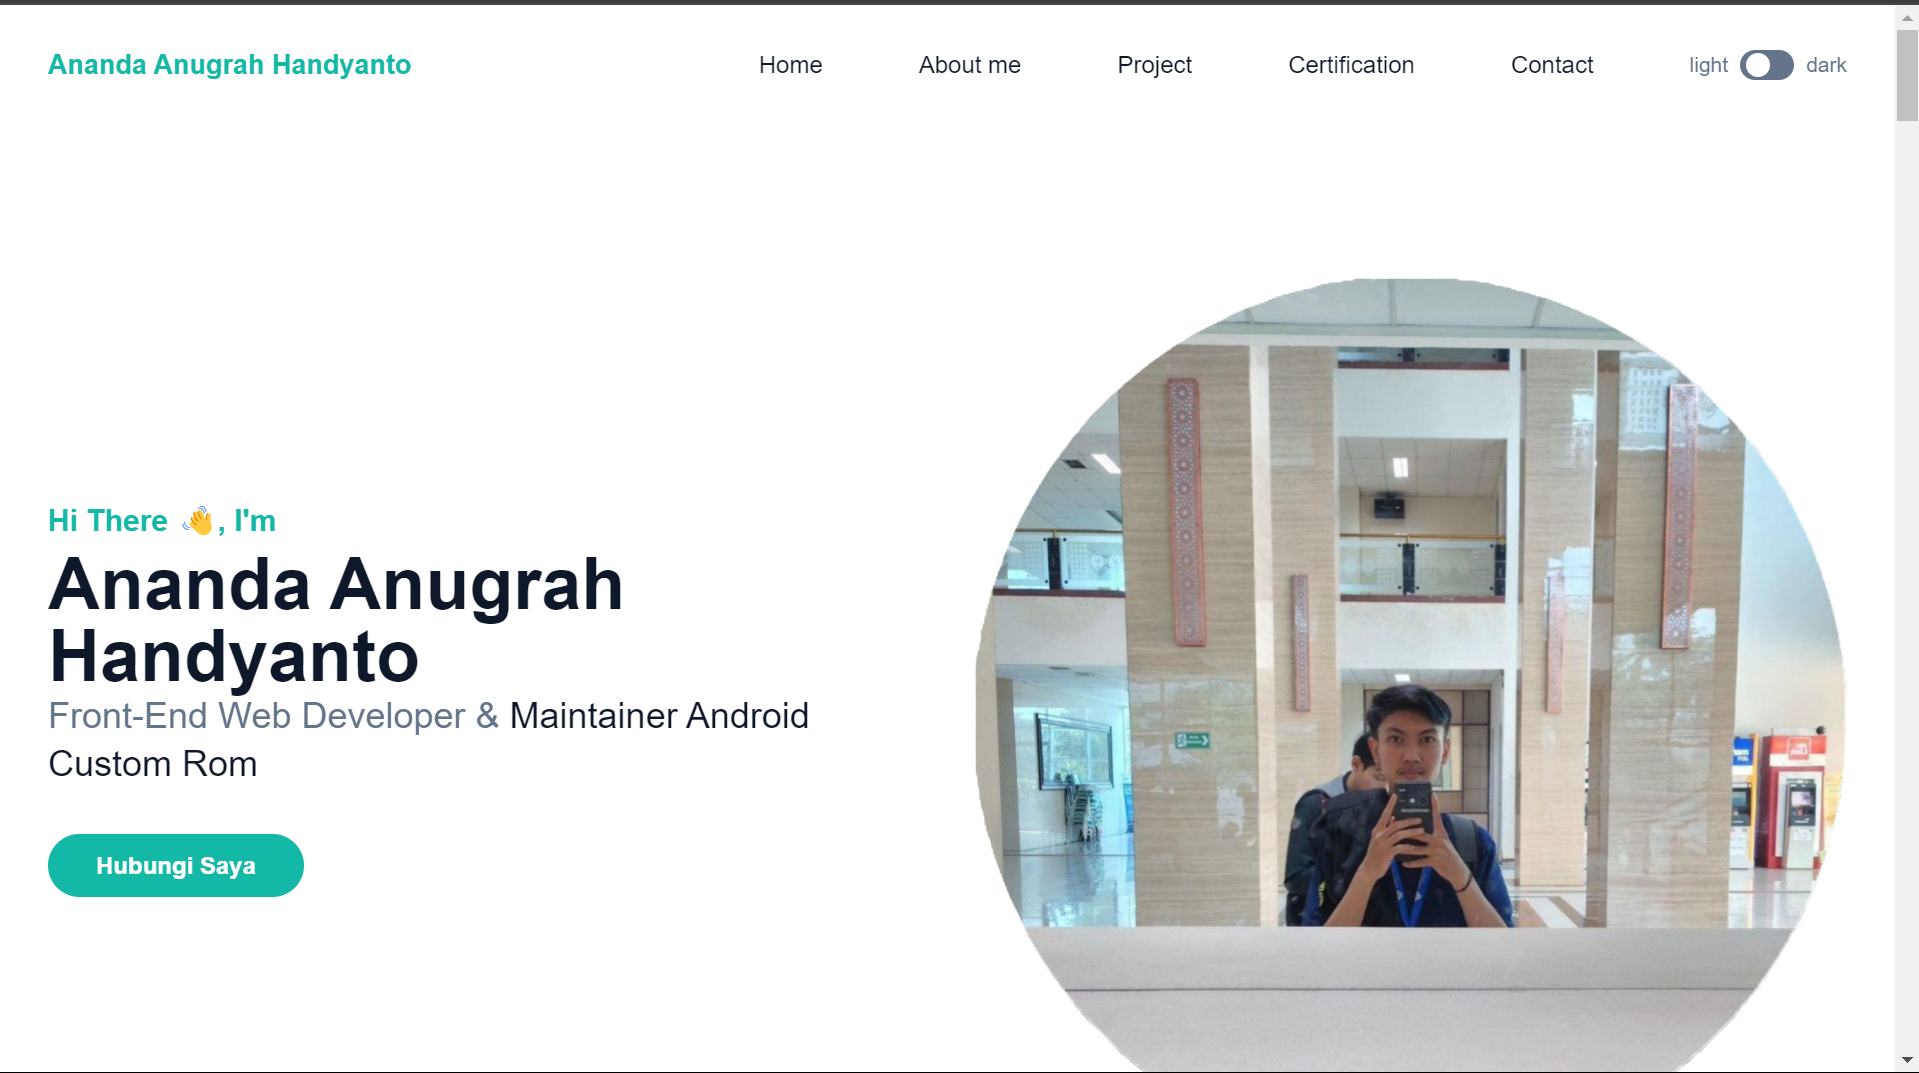 Ananda Anugrah Handyanto
Home
About me
Project
Certification
Contact
light
dark
Hi There 👋, I'm
Ananda Anugrah
Handyanto
Front-End Web Developer & Maintainer Android
Custom Rom
Hubungi Saya